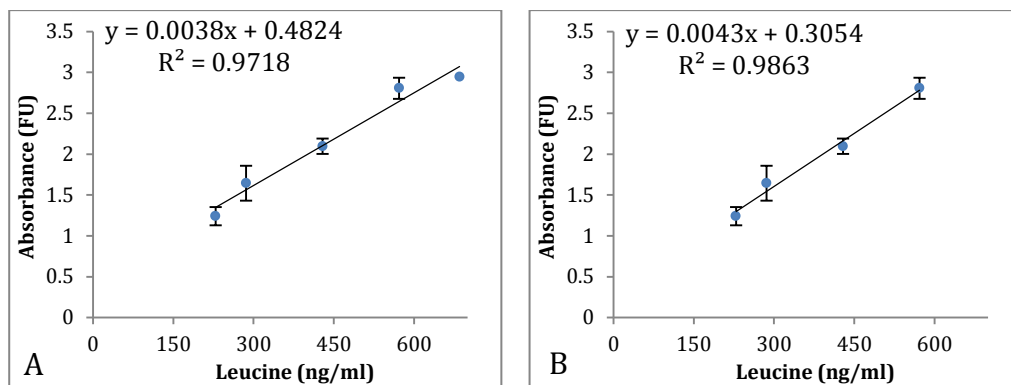 y = 0.0038x + 0.4824
R² = 0.9718
3.5
3
2.5
2
1.5
1
0.5
0
Absorbance (FU)
0 150 300 450 600
Leucine (ng/ml)
A
y = 0.0043x + 0.3054
R² = 0.9863
3.5
3
2.5
2
1.5
1
0.5
0
Absorbance (FU)
0 150 300 450 600
Leucine (ng/ml)
B